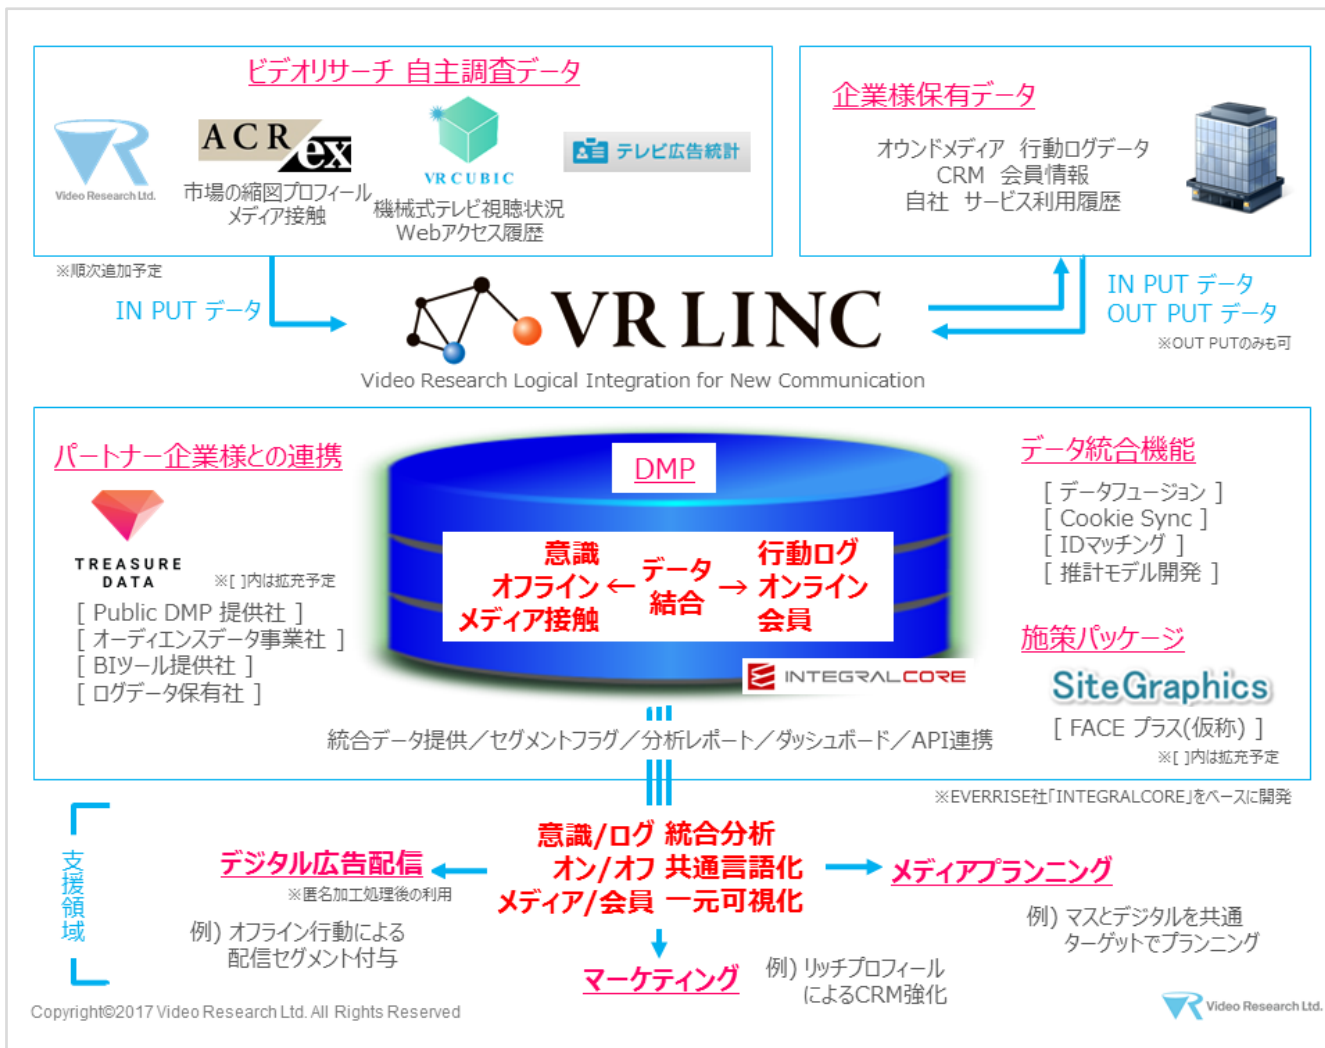 ビデオリサーチ 自主調査データ
Video Research Ltd.
ACR/ex
市場の縮図プロフィール
メディア接触
VR CUBIC
機械式テレビ視聴状況
Webアクセス履歴
テレビ広告統計
※順次追加予定
企業様保有データ
オウンドメディア 行動ログデータ
CRM 会員情報
自社 サービス利用履歴
IN PUT データ
VR LINC
Video Research Logical Integration for New Communication
IN PUT データ
OUT PUT データ
※OUT PUTのみも可
パートナー企業様との連携
TREASURE
DATA
※[ ]内は拡充予定
[ Public DMP 提供社 ]
[ オーディエンスデータ事業社 ]
[ BIツール提供社 ]
[ ログデータ保有社 ]
DMP
意識
オフライン
メディア接触
←データ→
結合
行動ログ
オンライン
会員
INTEGRALCORE
データ統合機能
[ データフュージョン ]
[ Cookie Sync ]
[ IDマッチング ]
[ 推計モデル開発 ]
施策パッケージ
SiteGraphics
[ FACE プラス(仮称) ]
※[ ]内は拡充予定
統合データ提供／セグメントフラグ／分析レポート／ダッシュボード／API連携
※EVERRISE社「INTEGRALCORE」をベースに開発
支援領域
意識/ログ 統合分析
オン/オフ 共通言語化
メディア/会員 一元可視化
デジタル広告配信
※匿名加工処理後の利用
例) オフライン行動による
配信セグメント付与
メディアプランニング
例) マスとデジタルを共通
ターゲットでプランニング
マーケティング
例) リッチプロフィール
によるCRM強化
Copyright©2017 Video Research Ltd. All Rights Reserved
Video Research Ltd.